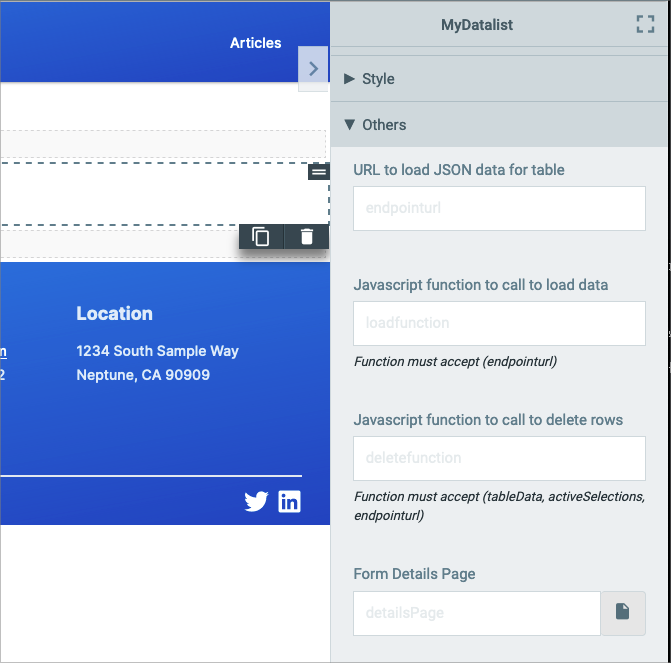 Articles
Location
1234 South Sample Way
Neptune, CA 90909
MyDatalist
Style
Others
URL to load JSON data for table
endpointurl
Javascript function to call to load data
loadfunction
Function must accept (endpointurl)
Javascript function to call to delete rows
deletefunction
Function must accept (tableData, activeSelections,
endpointurl)
Form Details Page
detailsPage